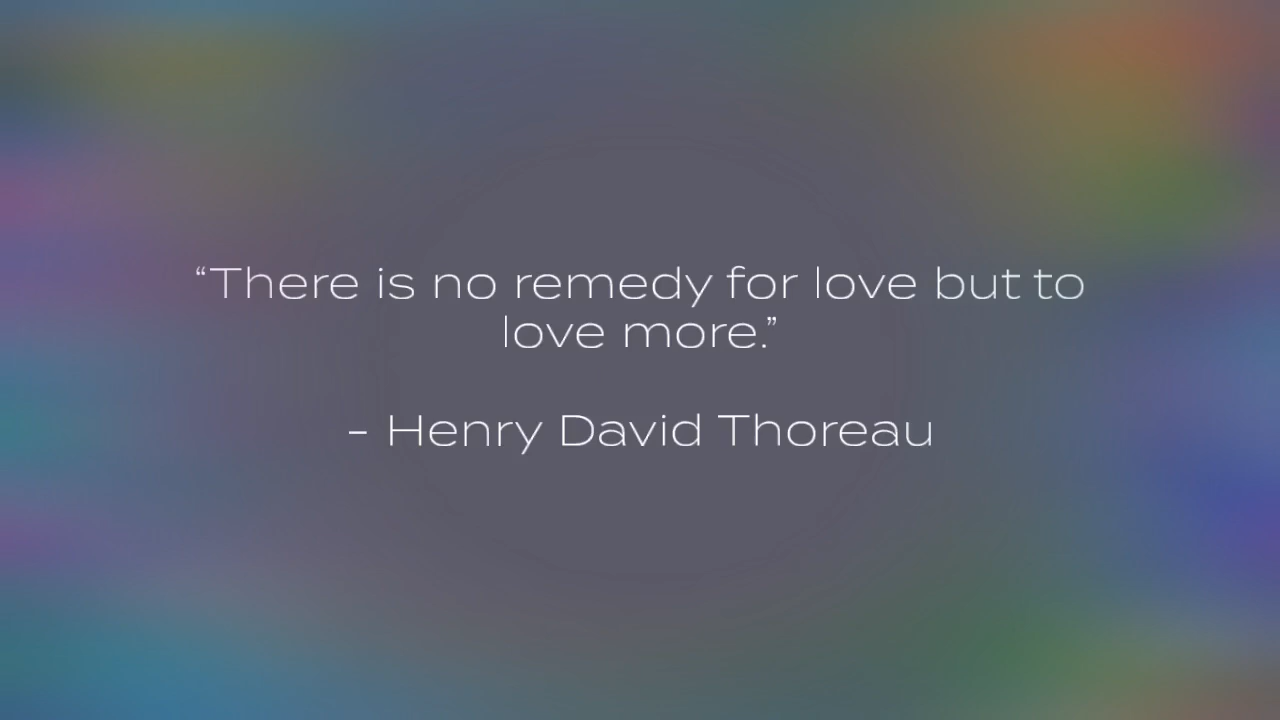 “There is no remedy for love but to
love more.”
– Henry David Thoreau